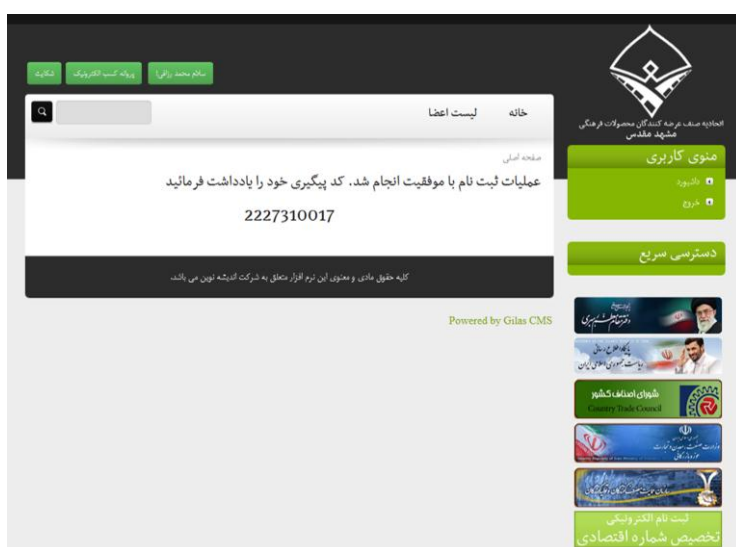 سلام محمد رزاقی!
پروانه کسب الکترونیک
شکایت
اتحادیه صنف عرضه کنندگان محصولات فرهنگی
مشهد مقدس
خانه
لیست اعضا
صفحه اصلی
عملیات ثبت نام با موفقیت انجام شد. کد پیگیری خود را یادداشت فرمائید
2227310017
کلیه حقوق مادی و معنوی این نرم افزار متعلق به شرکت اندیشه نوین می باشد.
Powered by Gilas CMS
منوی کاربری
داشبورد
خروج
دسترسی سریع
شورای اصناف کشور
Country Trade Council
ثبت نام الکترونیکی
تخصیص شماره اقتصادی